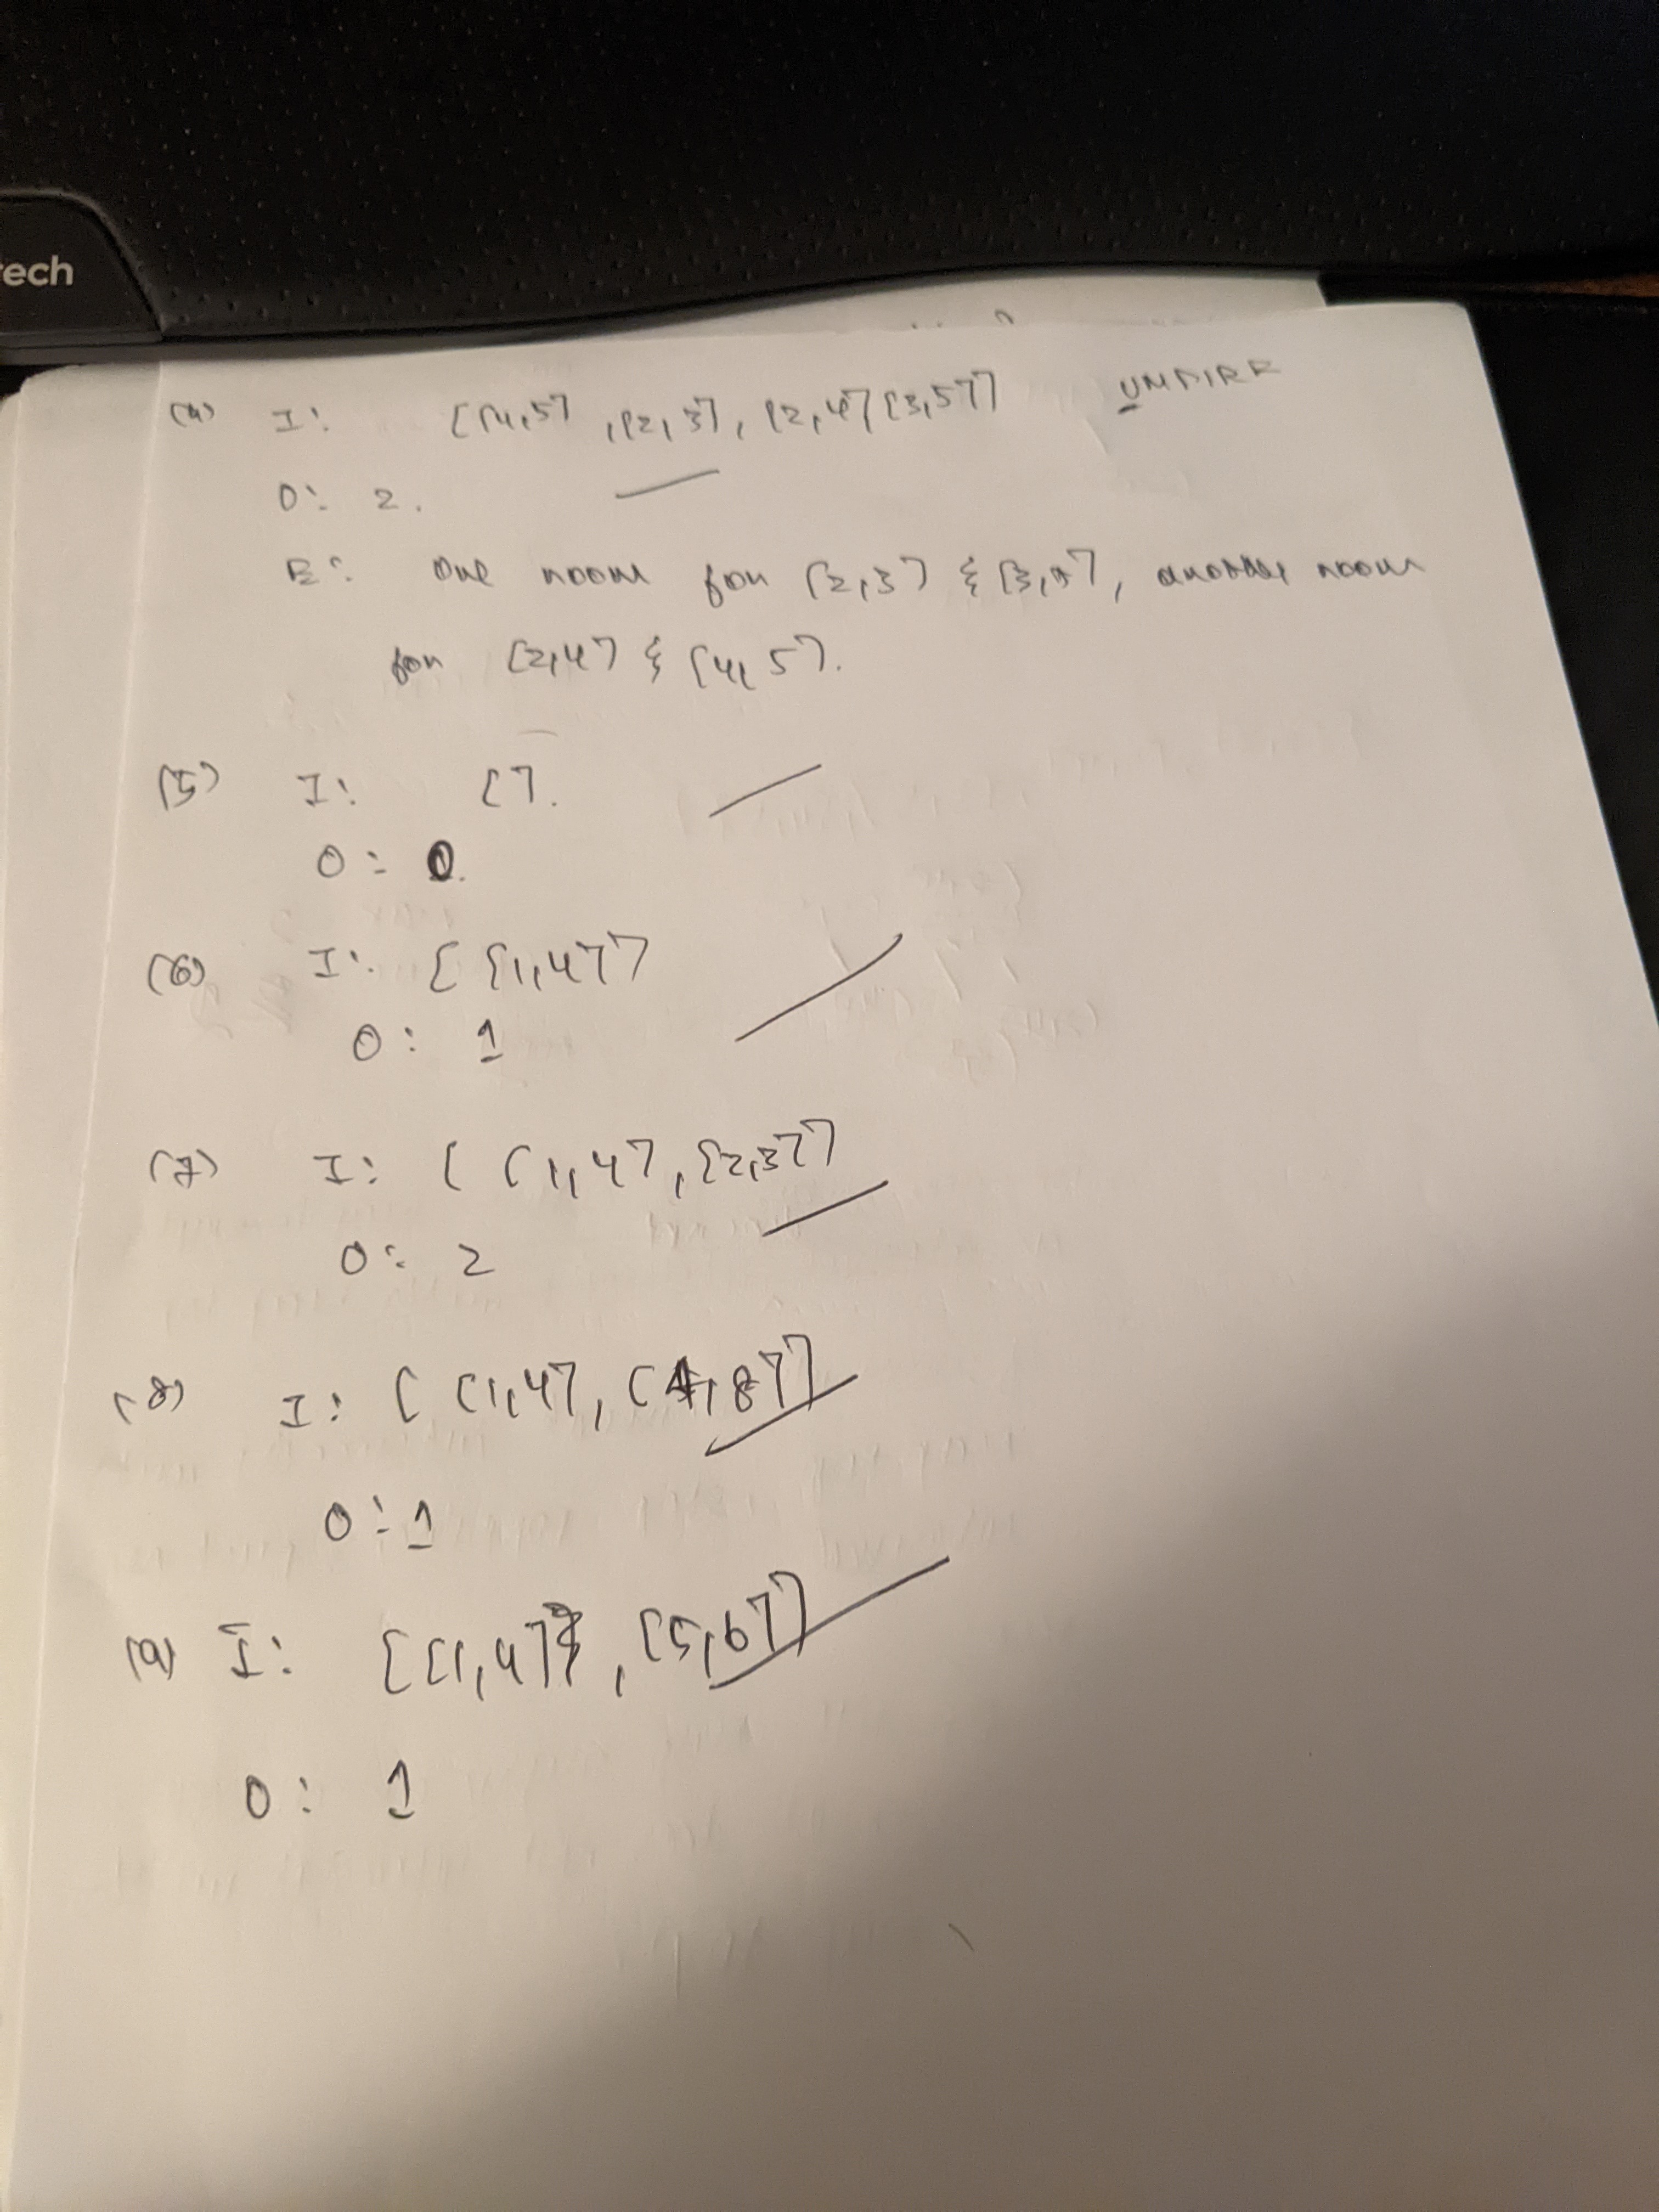 ech
(4) I: [[4,5], [2,3], [2,4] [3,5]] UMPIRE
O: 2.
E: One room for [2,3] & [3,5], another room
for [2,4] & [4,5].
(5) I: [].
O: 0.
(6) I: [[1,4]]
O: 1
(7) I: [[1,4], [2,3]]
O: 2
(8) I: [[1,4], [4,8]]
O: 1
(9) I: [[1,4], [5,6]]
O: 1